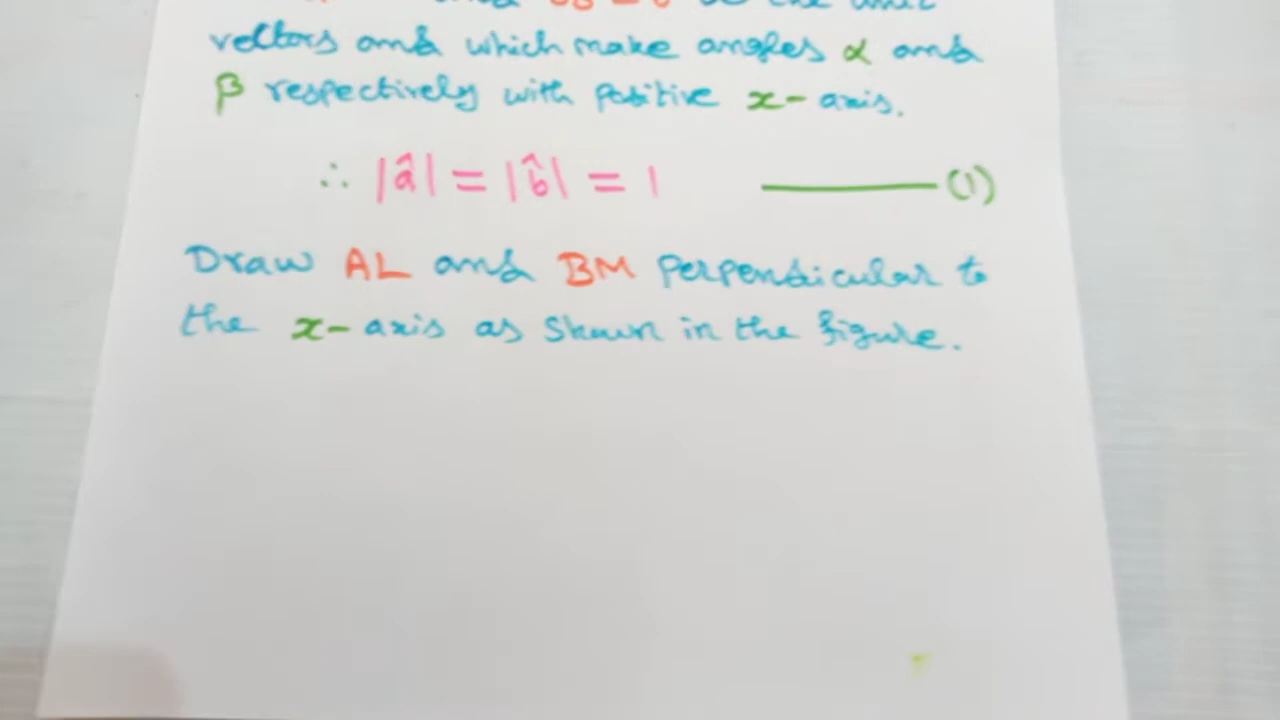 vectors and which make angles α and
β respectively with positive x- axis.
∴ |â| = |b̂| = 1 ——— (1)
Draw AL and BM perpendicular to
the x- axis as shown in the figure.